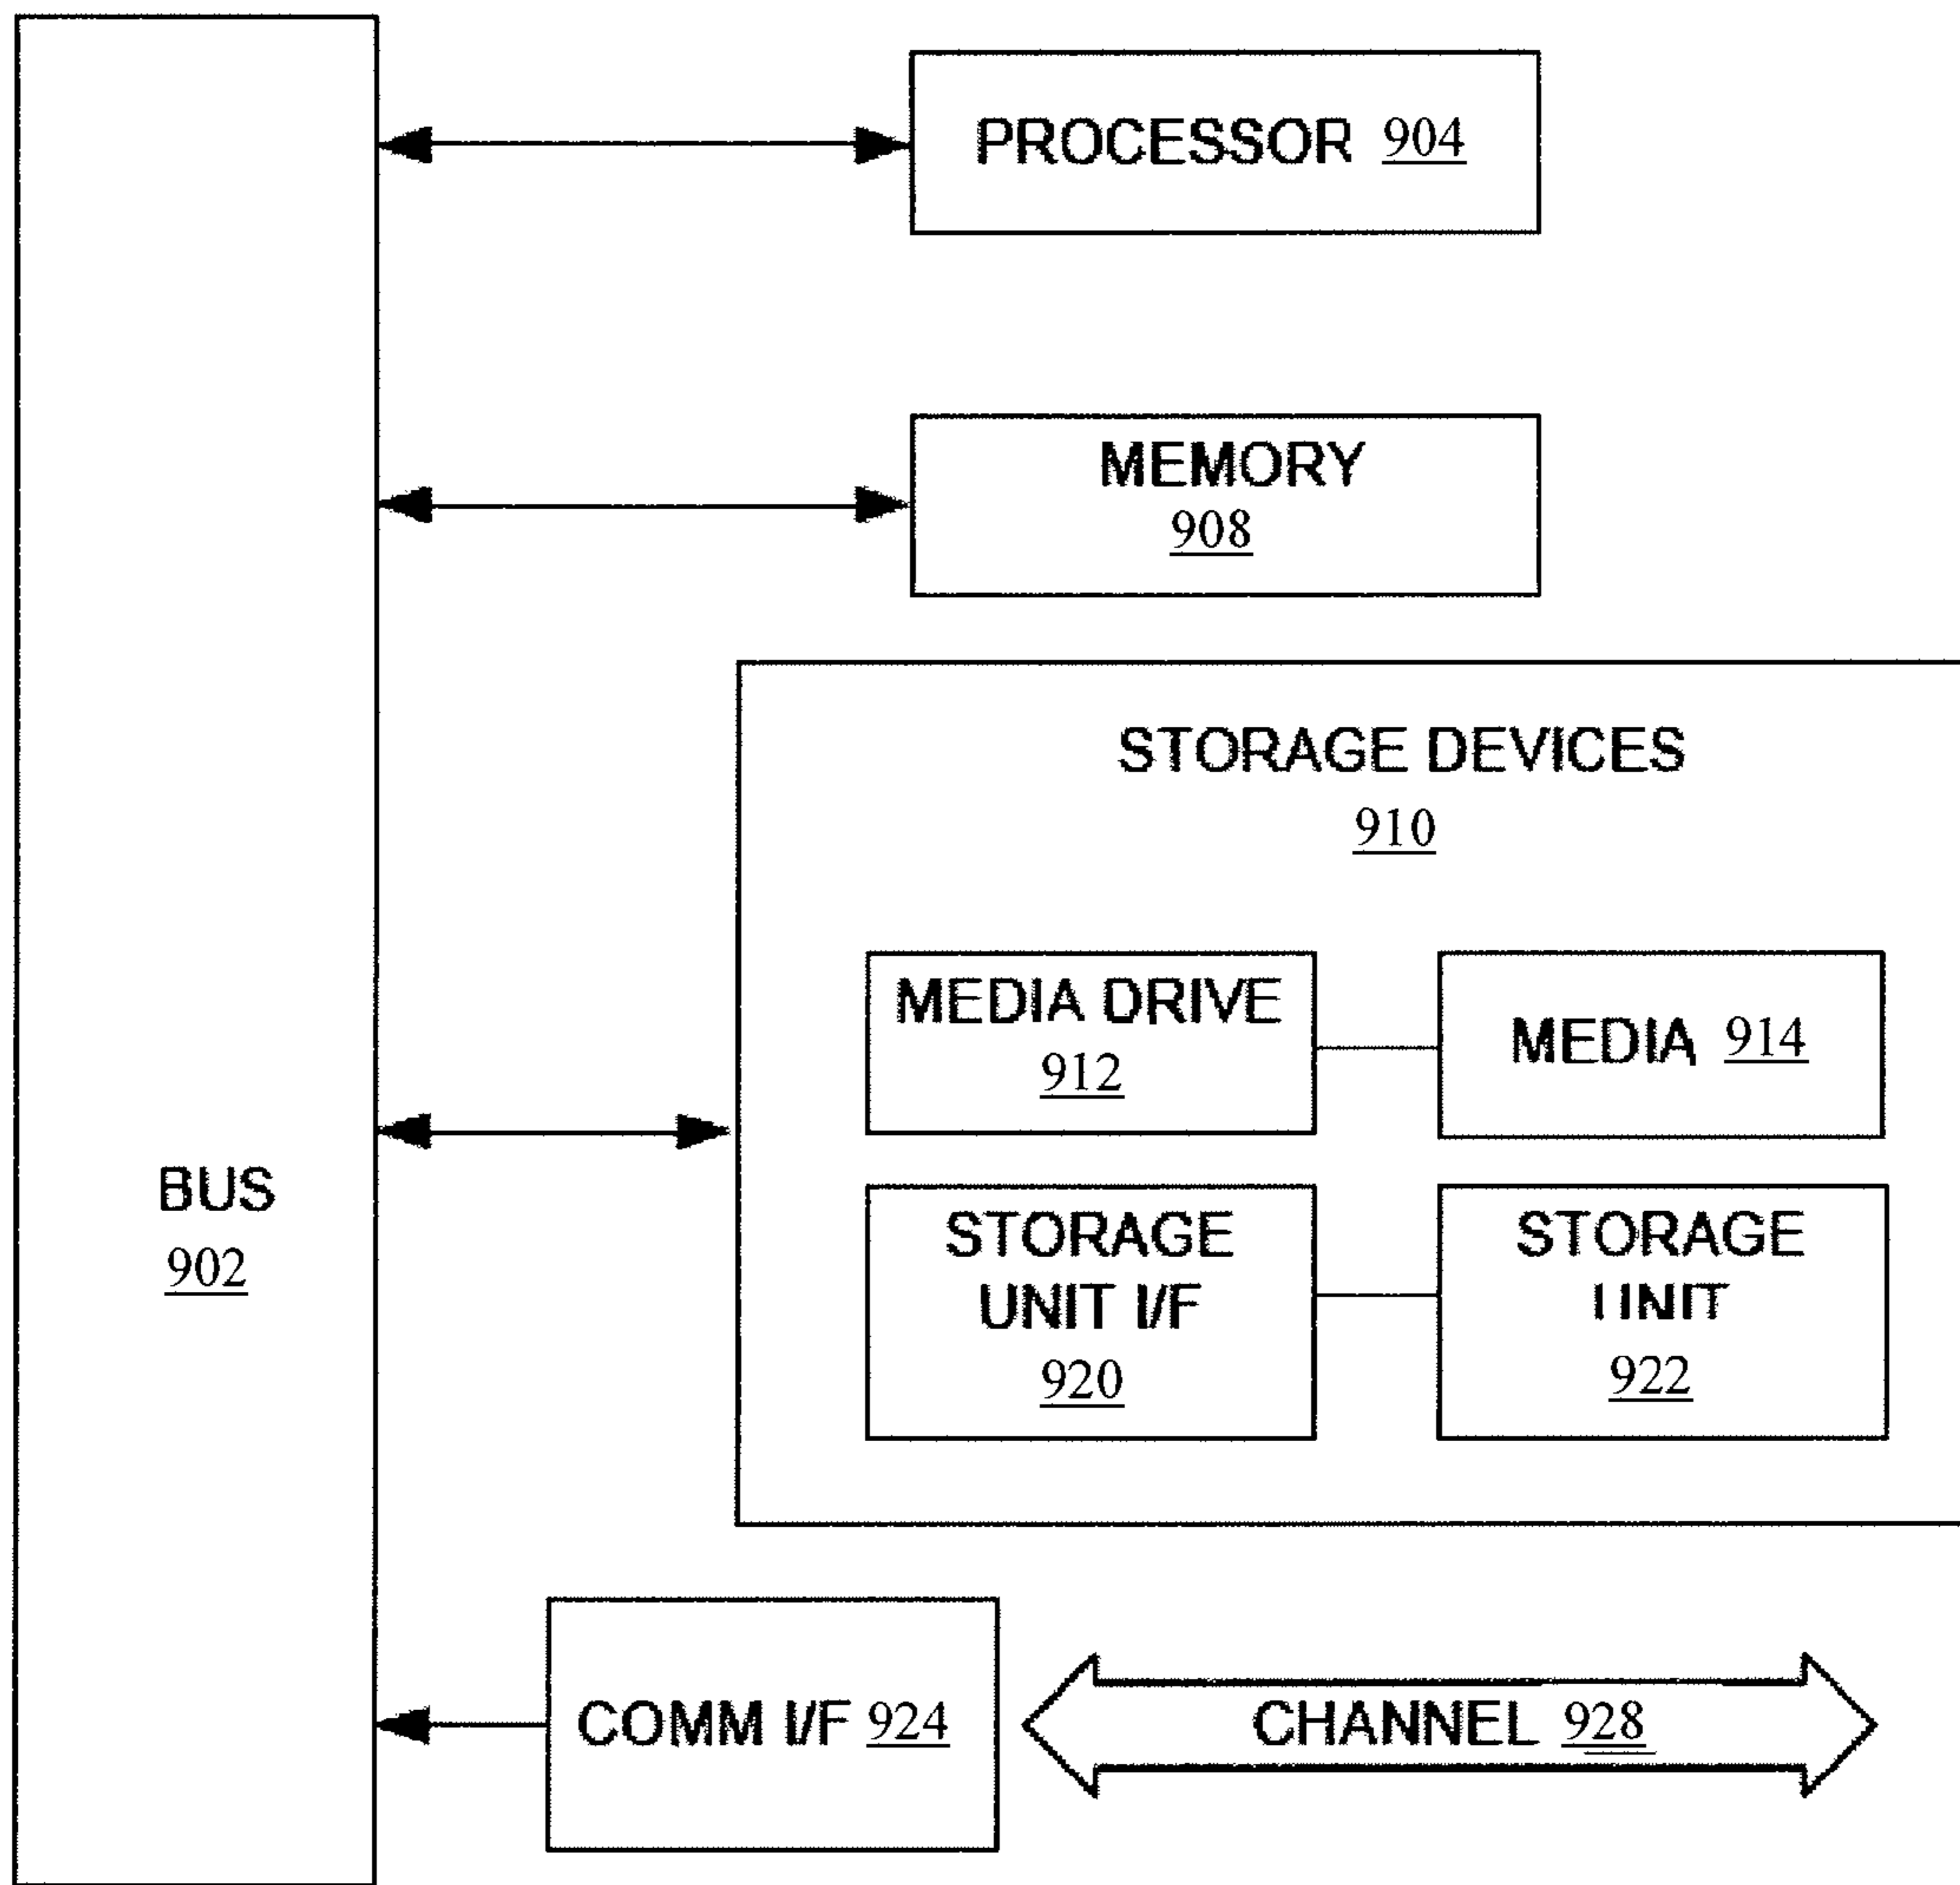 PROCESSOR 904
MEMORY
908
STORAGE DEVICES
910
MEDIA DRIVE
912
MEDIA 914
BUS
902
STORAGE
UNIT I/F
920
STORAGE
UNIT
922
COMM I/F 924
CHANNEL 928